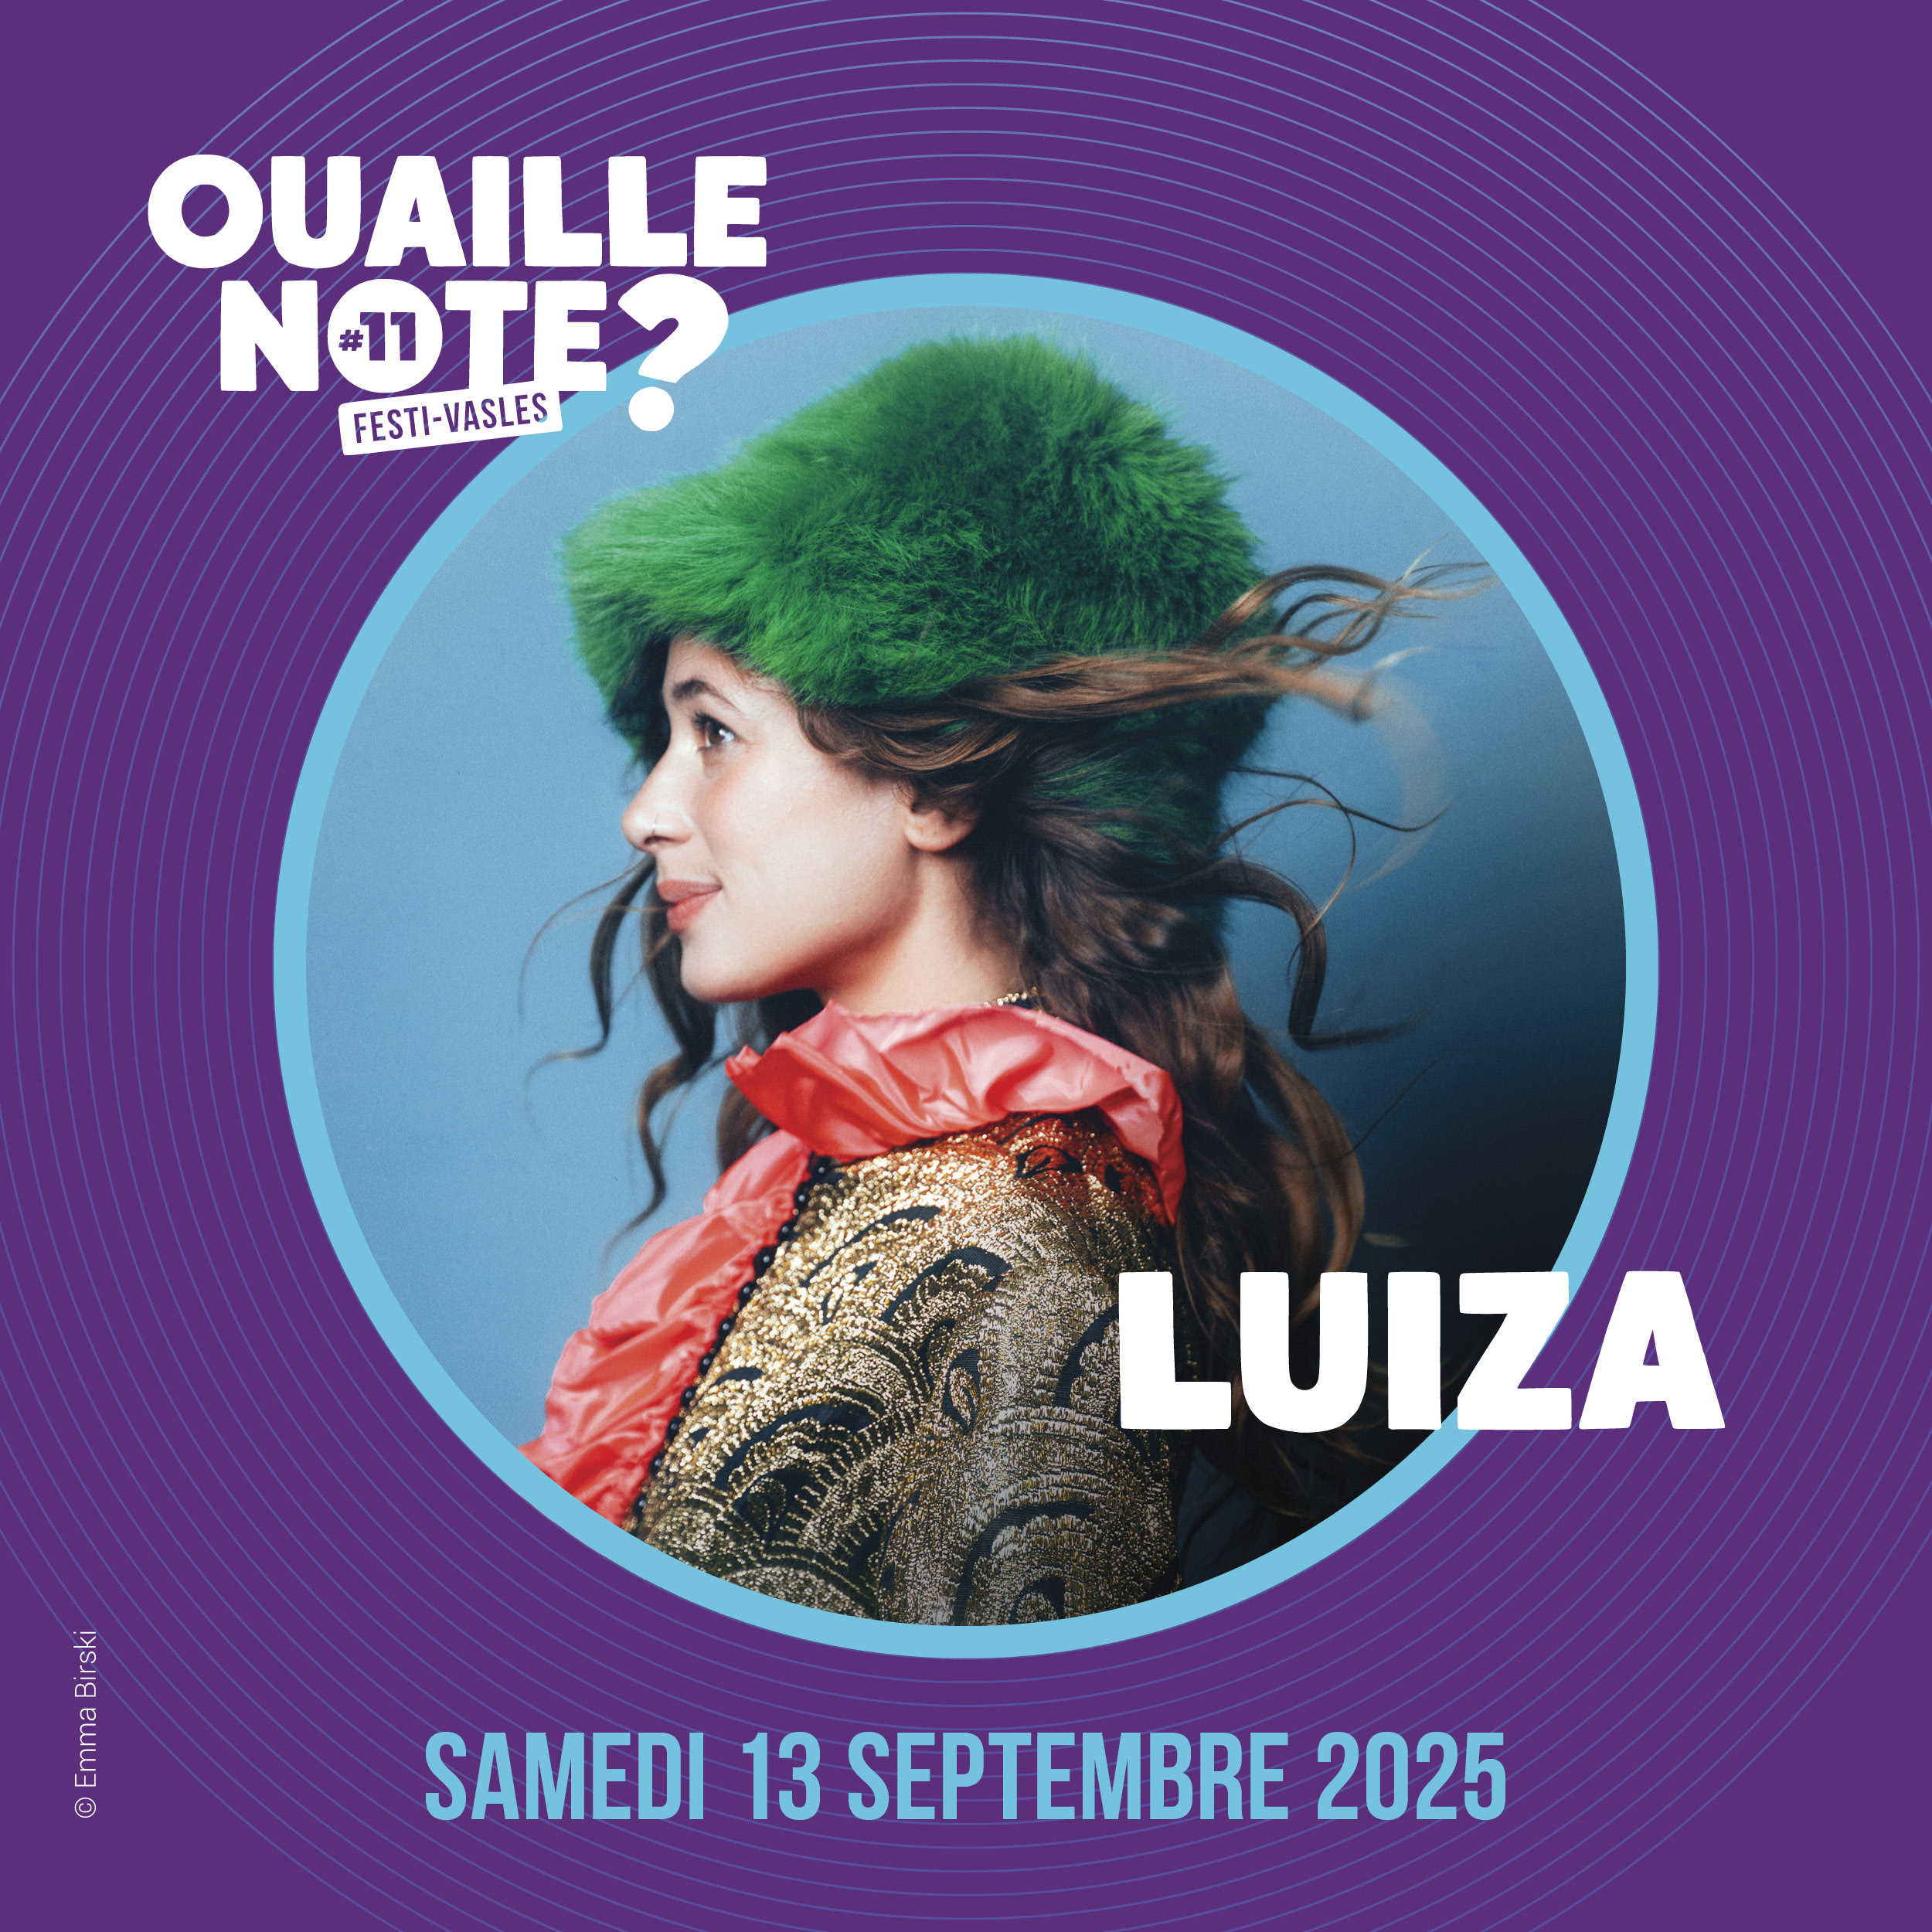 OUAILLE
NOTE?
#11
FESTI-VASLES
LUIZA
© Emma Birski
SAMEDI 13 SEPTEMBRE 2025